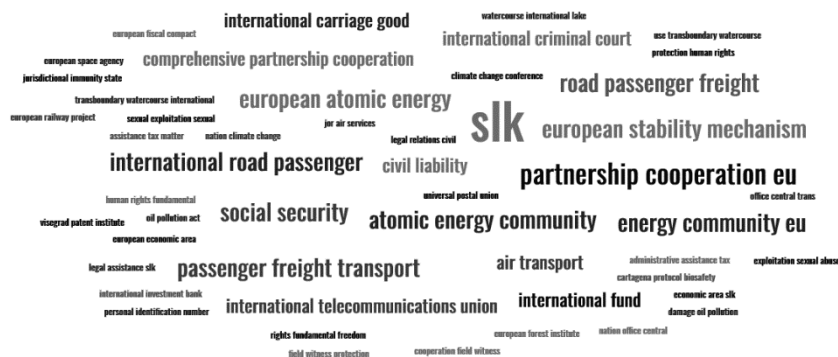 watercourse international lake
international carriage good
european fiscal compact
international criminal court
use transboundary watercourse
protection human rights
european space agency
comprehensive partnership cooperation
jurisdictional immunity state
climate change conference
road passenger freight
transboundary watercourse international
european atomic energy
slk
european railway project
sexual exploitation sexual
jor air services
european stability mechanism
assistance tax matter
nation climate change
legal relations civil
international road passenger
civil liability
partnership cooperation eu
human rights fundamental
universal postal union
office central trans
visegrad patent institute
oil pollution act
social security
atomic energy community
energy community eu
european economic area
legal assistance slk
passenger freight transport
air transport
administrative assistance tax
exploitation sexual abuse
cartagena protocol biosafety
international investment bank
personal identification number
international telecommunications union
international fund
economic area slk
damage oil pollution
rights fundamental freedom
european forest institute
nation office central
field witness protection
cooperation field witness